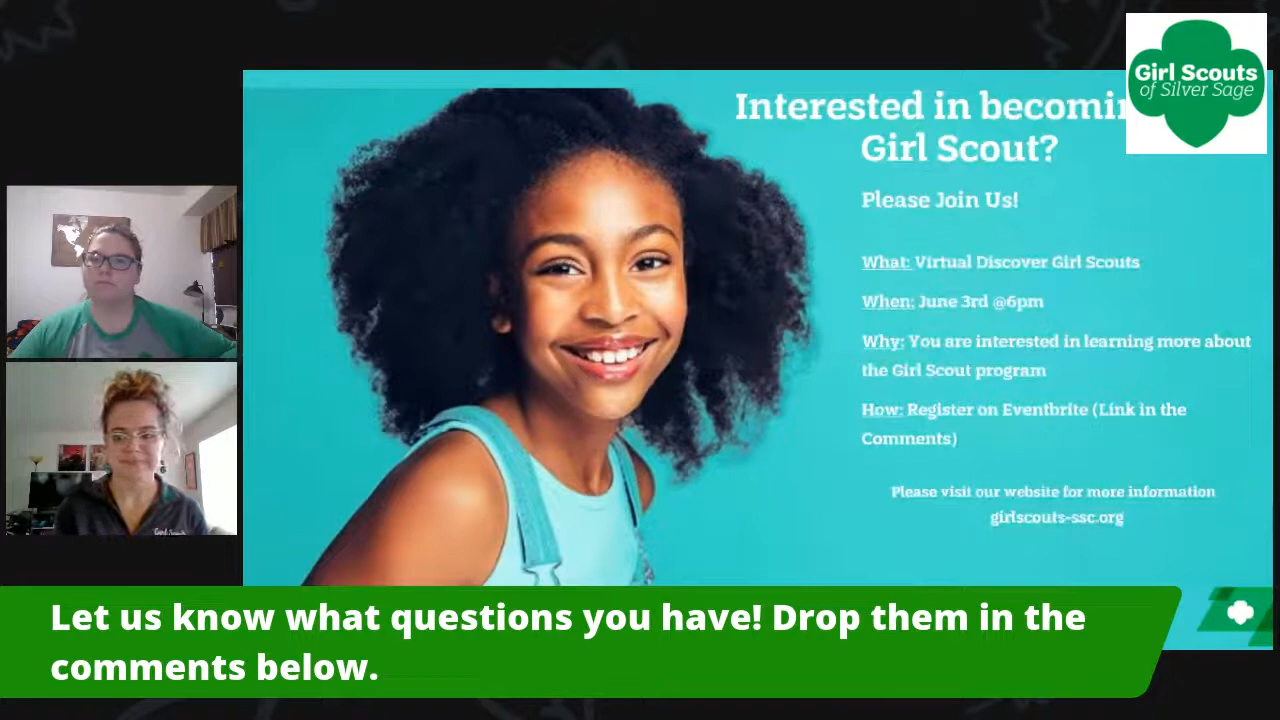 Girl Scouts
of Silver Sage
Interested in becomin
Girl Scout?
Please Join Us!
What: Virtual Discover Girl Scouts
When: June 3rd @6pm
Why: You are interested in learning more about
the Girl Scout program
How: Register on Eventbrite (Link in the
Comments)
Please visit our website for more information
girlscouts-ssc.org
Let us know what questions you have! Drop them in the
comments below.